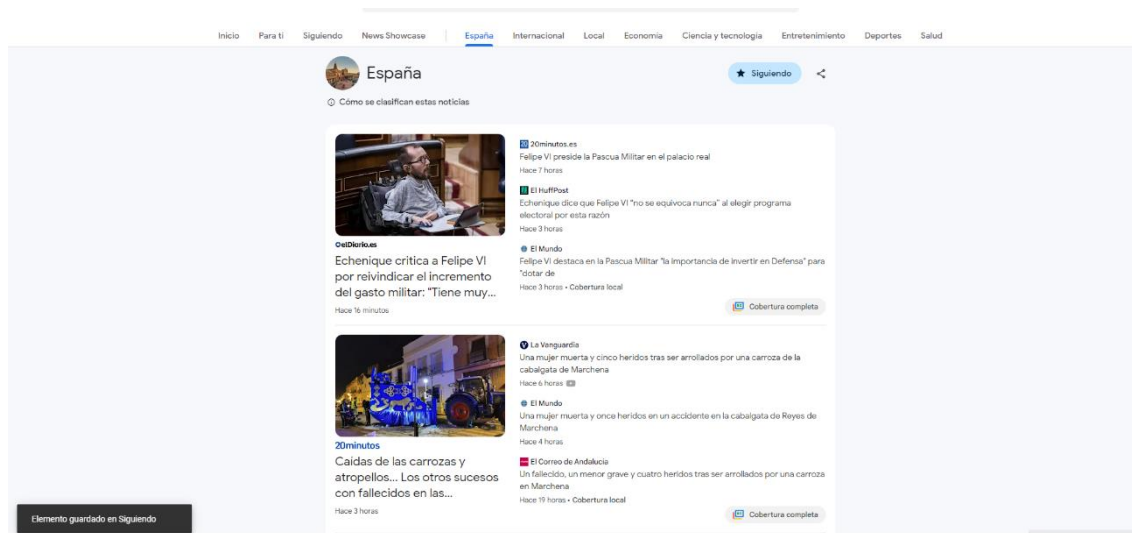 Inicio Para ti Siguiendo News Showcase España Internacional Local Economía Ciencia y tecnología Entretenimiento Deportes Salud
España
Siguiendo
Cómo se clasifican estas noticias
elDiario.es
Echenique critica a Felipe VI
por reivindicar el incremento
del gasto militar: "Tiene muy...
Hace 16 minutos
20minutos.es
Felipe VI preside la Pascua Militar en el palacio real
Hace 7 horas
El HuffPost
Echenique dice que Felipe VI "no se equivoca nunca" al elegir programa
electoral por esta razón
Hace 3 horas
El Mundo
Felipe VI destaca en la Pascua Militar "la importancia de invertir en Defensa" para
"dotar de
Hace 3 horas • Cobertura local
Cobertura completa
20minutos
Caídas de las carrozas y
atropellos... Los otros sucesos
con fallecidos en las...
Hace 3 horas
La Vanguardia
Una mujer muerta y cinco heridos tras ser arrollados por una carroza de la
cabalgata de Marchena
Hace 6 horas
El Mundo
Una mujer muerta y once heridos en un accidente en la cabalgata de Reyes de
Marchena
Hace 4 horas
El Correo de Andalucía
Un fallecido, un menor grave y cuatro heridos tras ser arrollados por una carroza
en Marchena
Hace 19 horas • Cobertura local
Cobertura completa
Elemento guardado en Siguiendo